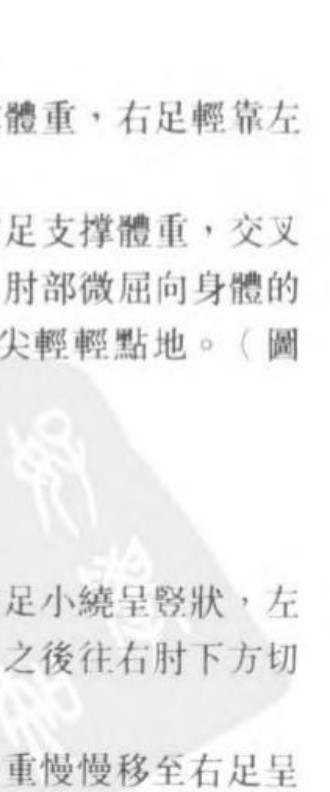 體重，右足輕靠左
足支撐體重，交叉
肘部微屈向身體的
尖輕輕點地。（圖
足小繞呈豎狀，左
之後往右肘下方切
重慢慢移至右足呈